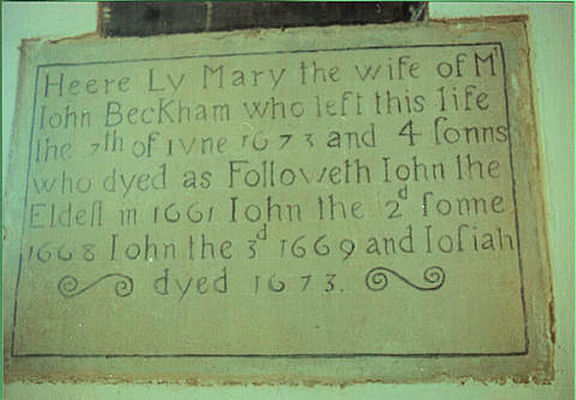 Heere Ly Mary the wife of Mr
Iohn BecKham who left this life
the 7th of Ivne 1673 and 4 ſonns
who dyed as Followeth Iohn the
Eldeſt in 1661 Iohn the 2d ſonne
1668 Iohn the 3d 1669 and Ioſiah
dyed 1673.